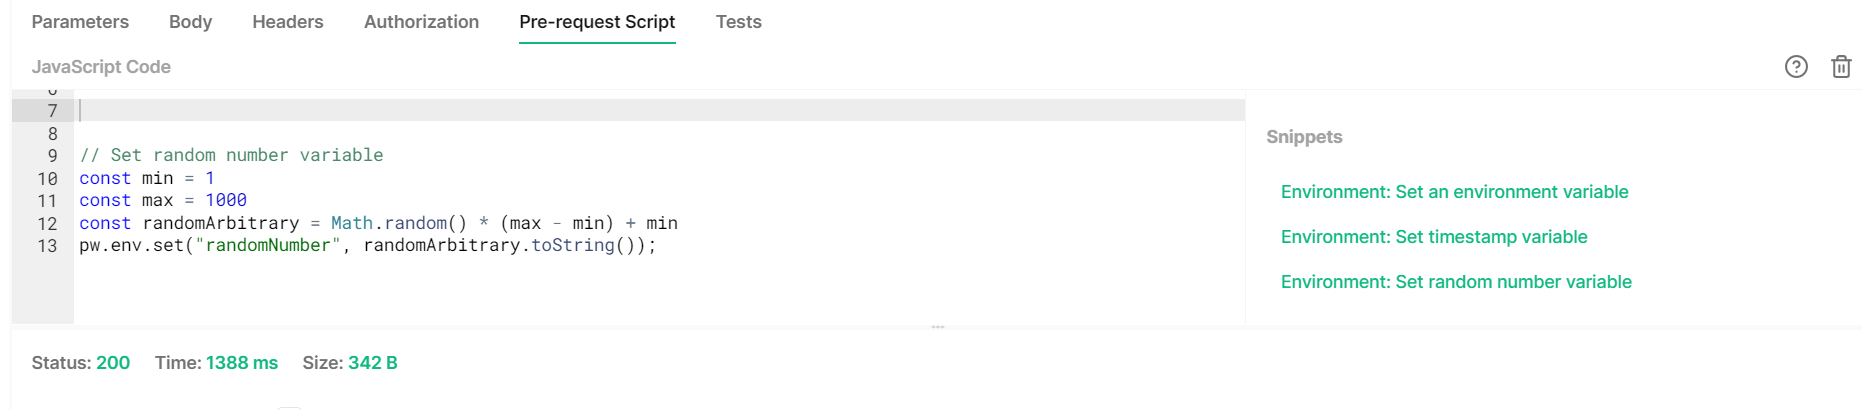 Parameters Body Headers Authorization Pre-request Script Tests
JavaScript Code
6
7
8
9 // Set random number variable
10 const min = 1
11 const max = 1000
12 const randomArbitrary = Math.random() * (max - min) + min
13 pw.env.set("randomNumber", randomArbitrary.toString());
Snippets
Environment: Set an environment variable
Environment: Set timestamp variable
Environment: Set random number variable
Status: 200 Time: 1388 ms Size: 342 B